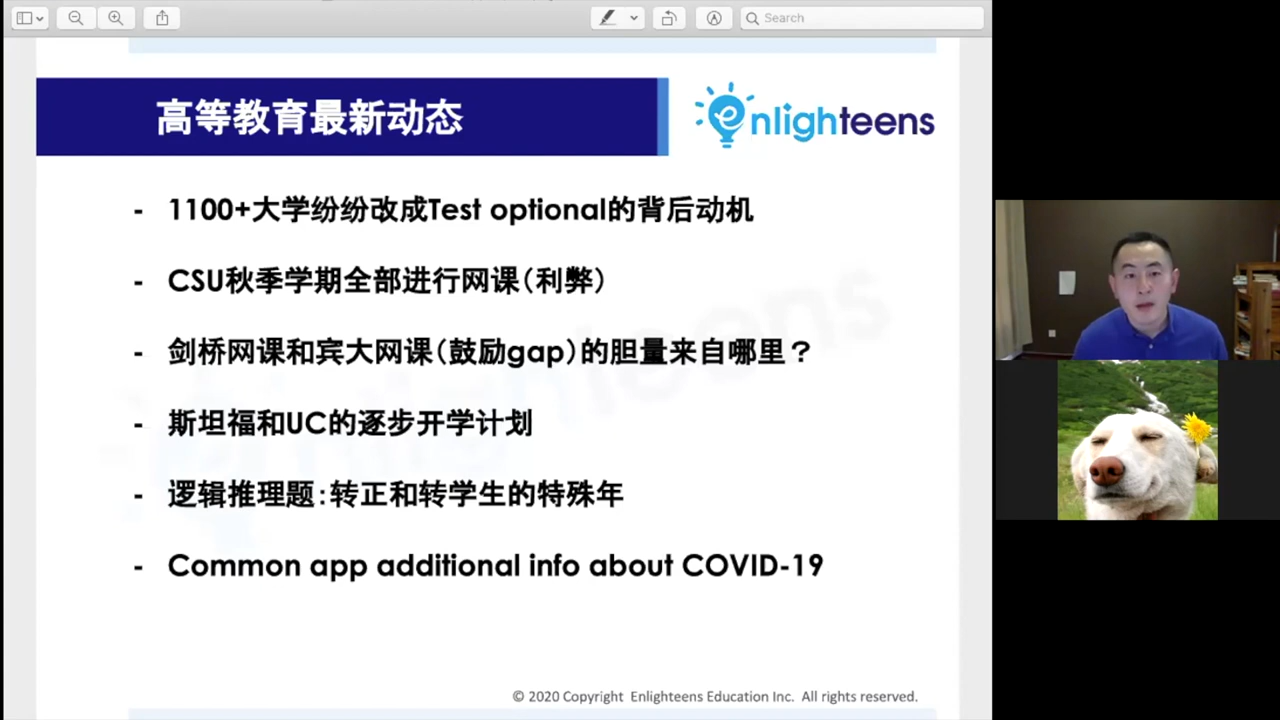 Search
高等教育最新动态
enlighteens
- 1100+大学纷纷改成Test optional的背后动机
- CSU秋季学期全部进行网课（利弊）
- 剑桥网课和宾大网课（鼓励gap）的胆量来自哪里？
- 斯坦福和UC的逐步开学计划
- 逻辑推理题：转正和转学生的特殊年
- Common app additional info about COVID-19
© 2020 Copyright Enlighteens Education Inc. All rights reserved.